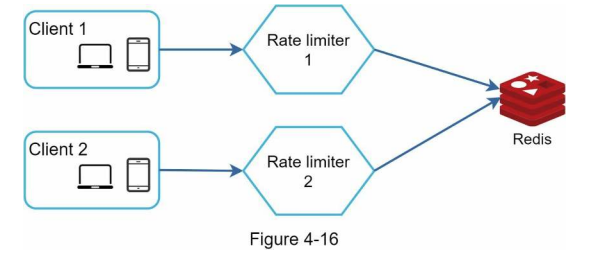 Client 1
Rate limiter
1
Redis
Client 2
Rate limiter
2
Figure 4-16